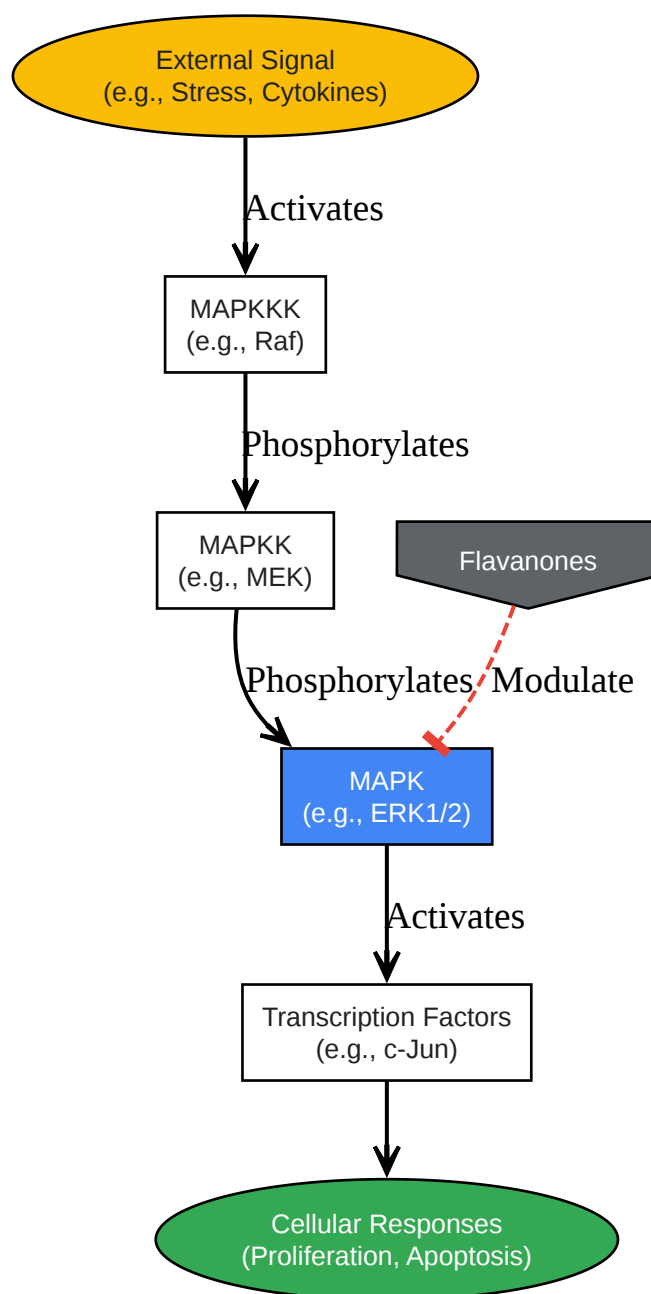 External Signal
(e.g., Stress, Cytokines)
Activates
MAPKKK
(e.g., Raf)
Phosphorylates
MAPKK
(e.g., MEK)
Flavanones
Phosphorylates
Modulate
MAPK
(e.g., ERK1/2)
Activates
Transcription Factors
(e.g., c-Jun)
Cellular Responses
(Proliferation, Apoptosis)